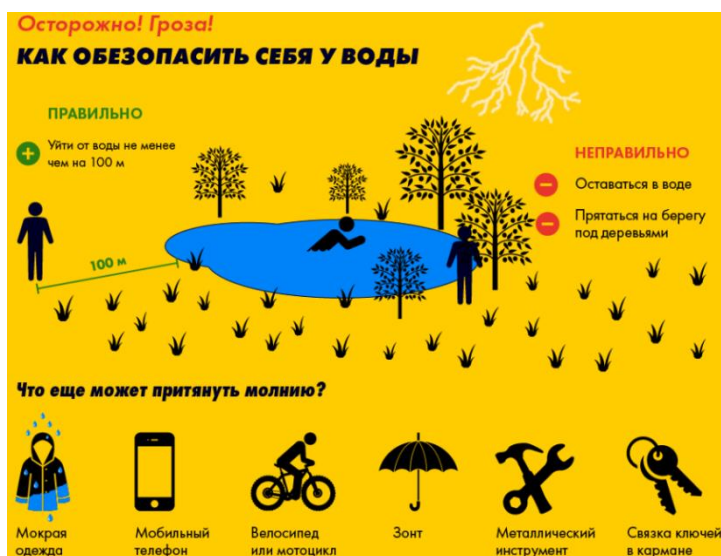 Осторожно! Гроза!
КАК ОБЕЗОПАСИТЬ СЕБЯ У ВОДЫ
ПРАВИЛЬНО
Уйти от воды не менее
чем на 100 м
НЕПРАВИЛЬНО
Оставаться в воде
Прятаться на берегу
под деревьями
100 м
Что еще может притянуть молнию?
Мокрая
одежда
Мобильный
телефон
Велосипед
или мотоцикл
Зонт
Металлический
инструмент
Связка ключей
в кармане